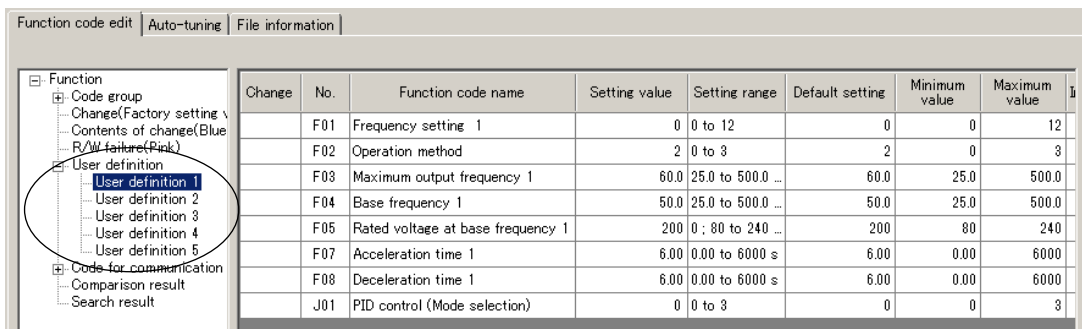 Function code edit Auto-tuning File information
Function
Code group
Change(Factory setting v
Contents of change(Blue
R/W failure(Pink)
User definition
User definition 1
User definition 2
User definition 3
User definition 4
User definition 5
Code for communication
Comparison result
Search result
Change No. Function code name Setting value Setting range Default setting Minimum value Maximum value
F01 Frequency setting 1 0 0 to 12 0 0 12
F02 Operation method 2 0 to 3 2 0 3
F03 Maximum output frequency 1 60.0 25.0 to 500.0 ... 60.0 25.0 500.0
F04 Base frequency 1 50.0 25.0 to 500.0 ... 50.0 25.0 500.0
F05 Rated voltage at base frequency 1 200 0 ; 80 to 240 ... 200 80 240
F07 Acceleration time 1 6.00 0.00 to 6000 s 6.00 0.00 6000
F08 Deceleration time 1 6.00 0.00 to 6000 s 6.00 0.00 6000
J01 PID control (Mode selection) 0 0 to 3 0 0 3